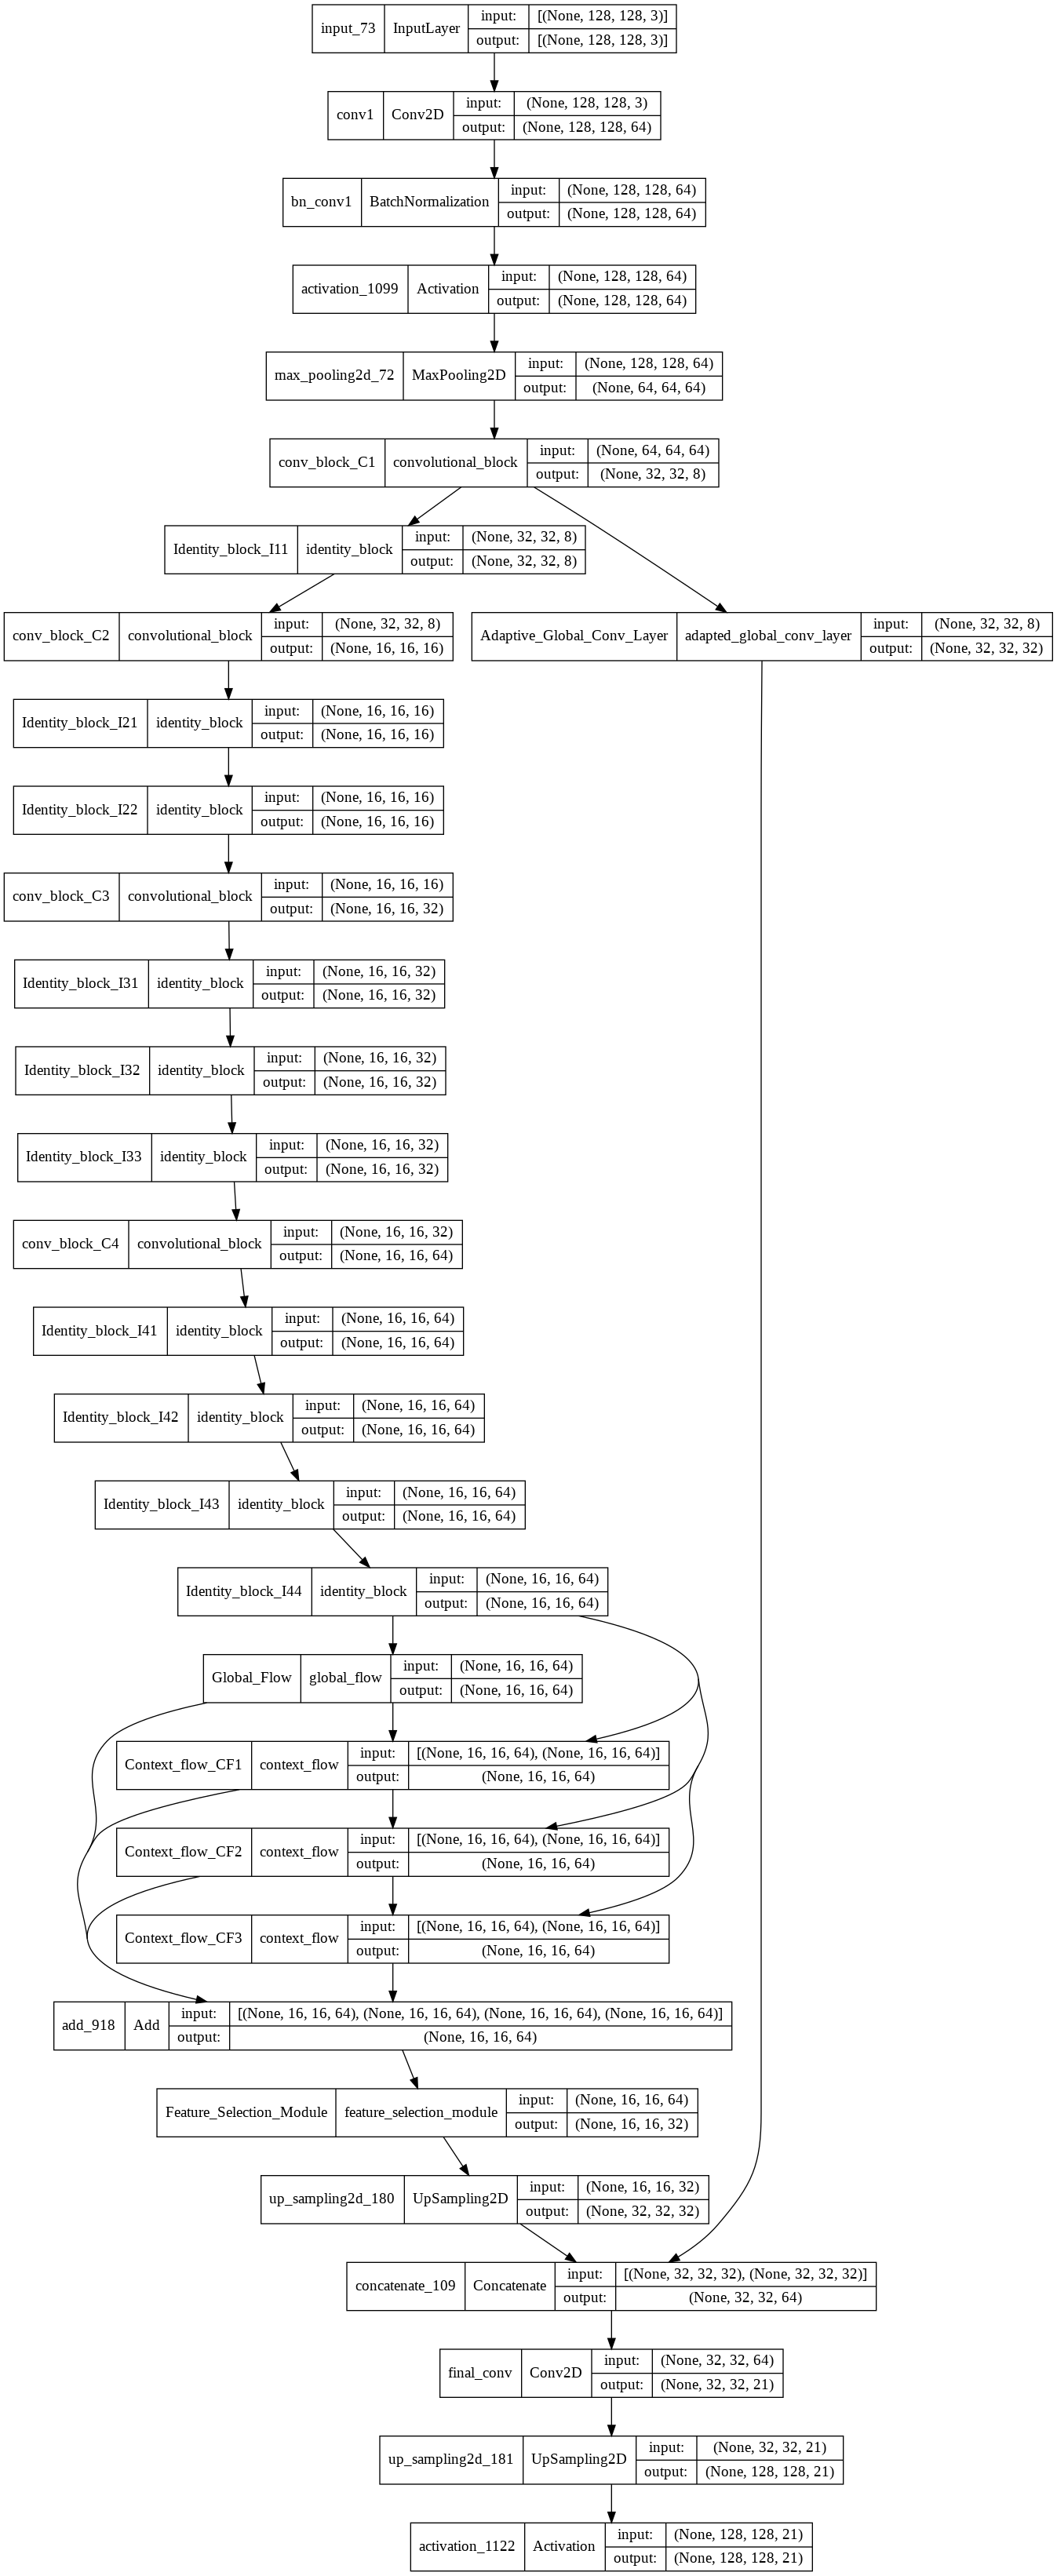 input_73 InputLayer input: [(None, 128, 128, 3)]
output: [(None, 128, 128, 3)]
conv1 Conv2D input: (None, 128, 128, 3)
output: (None, 128, 128, 64)
bn_conv1 BatchNormalization input: (None, 128, 128, 64)
output: (None, 128, 128, 64)
activation_1099 Activation input: (None, 128, 128, 64)
output: (None, 128, 128, 64)
max_pooling2d_72 MaxPooling2D input: (None, 128, 128, 64)
output: (None, 64, 64, 64)
conv_block_C1 convolutional_block input: (None, 64, 64, 64)
output: (None, 32, 32, 8)
Identity_block_I11 identity_block input: (None, 32, 32, 8)
output: (None, 32, 32, 8)
conv_block_C2 convolutional_block input: (None, 32, 32, 8)
output: (None, 16, 16, 16)
Adaptive_Global_Conv_Layer adapted_global_conv_layer input: (None, 32, 32, 8)
output: (None, 32, 32, 32)
Identity_block_I21 identity_block input: (None, 16, 16, 16)
output: (None, 16, 16, 16)
Identity_block_I22 identity_block input: (None, 16, 16, 16)
output: (None, 16, 16, 16)
conv_block_C3 convolutional_block input: (None, 16, 16, 16)
output: (None, 16, 16, 32)
Identity_block_I31 identity_block input: (None, 16, 16, 32)
output: (None, 16, 16, 32)
Identity_block_I32 identity_block input: (None, 16, 16, 32)
output: (None, 16, 16, 32)
Identity_block_I33 identity_block input: (None, 16, 16, 32)
output: (None, 16, 16, 32)
conv_block_C4 convolutional_block input: (None, 16, 16, 32)
output: (None, 16, 16, 64)
Identity_block_I41 identity_block input: (None, 16, 16, 64)
output: (None, 16, 16, 64)
Identity_block_I42 identity_block input: (None, 16, 16, 64)
output: (None, 16, 16, 64)
Identity_block_I43 identity_block input: (None, 16, 16, 64)
output: (None, 16, 16, 64)
Identity_block_I44 identity_block input: (None, 16, 16, 64)
output: (None, 16, 16, 64)
Global_Flow global_flow input: (None, 16, 16, 64)
output: (None, 16, 16, 64)
Context_flow_CF1 context_flow input: [(None, 16, 16, 64), (None, 16, 16, 64)]
output: (None, 16, 16, 64)
Context_flow_CF2 context_flow input: [(None, 16, 16, 64), (None, 16, 16, 64)]
output: (None, 16, 16, 64)
Context_flow_CF3 context_flow input: [(None, 16, 16, 64), (None, 16, 16, 64)]
output: (None, 16, 16, 64)
add_918 Add input: [(None, 16, 16, 64), (None, 16, 16, 64), (None, 16, 16, 64), (None, 16, 16, 64)]
output: (None, 16, 16, 64)
Feature_Selection_Module feature_selection_module input: (None, 16, 16, 64)
output: (None, 16, 16, 32)
up_sampling2d_180 UpSampling2D input: (None, 16, 16, 32)
output: (None, 32, 32, 32)
concatenate_109 Concatenate input: [(None, 32, 32, 32), (None, 32, 32, 32)]
output: (None, 32, 32, 64)
final_conv Conv2D input: (None, 32, 32, 64)
output: (None, 32, 32, 21)
up_sampling2d_181 UpSampling2D input: (None, 32, 32, 21)
output: (None, 128, 128, 21)
activation_1122 Activation input: (None, 128, 128, 21)
output: (None, 128, 128, 21)